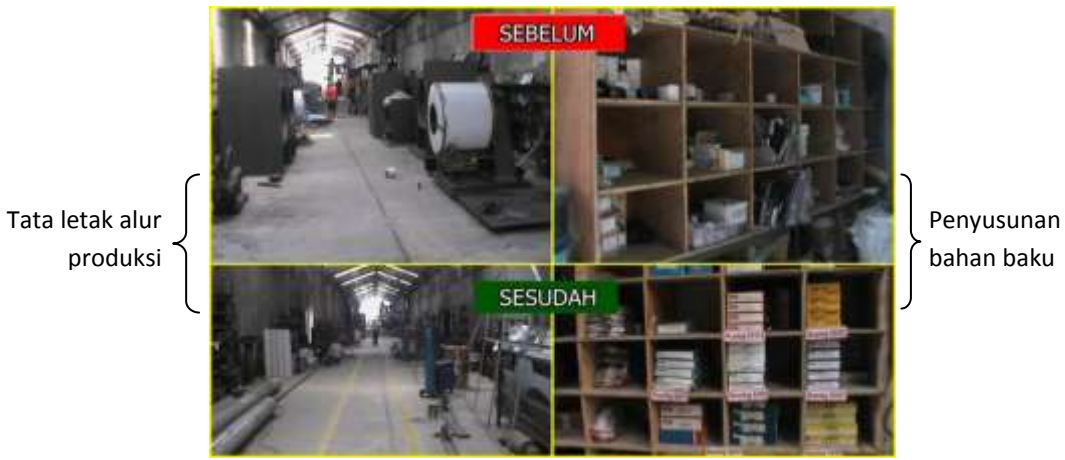 SEBELUM
Tata letak alur
produksi
Penyusunan
bahan baku
SESUDAH